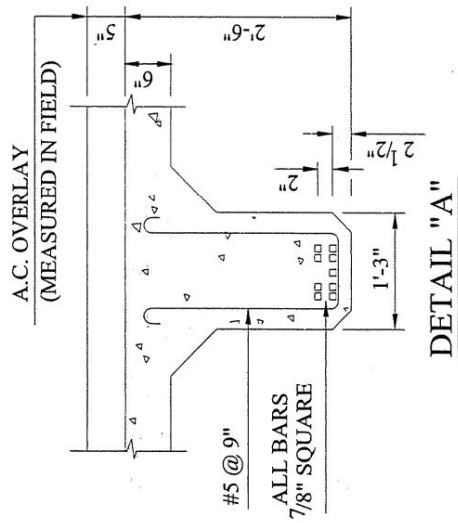 A.C. OVERLAY
(MEASURED IN FIELD)
5"
6"
2'-6"
2"
2 1/2"
1'-3"
#5 @ 9"
ALL BARS
7/8" SQUARE
DETAIL "A"